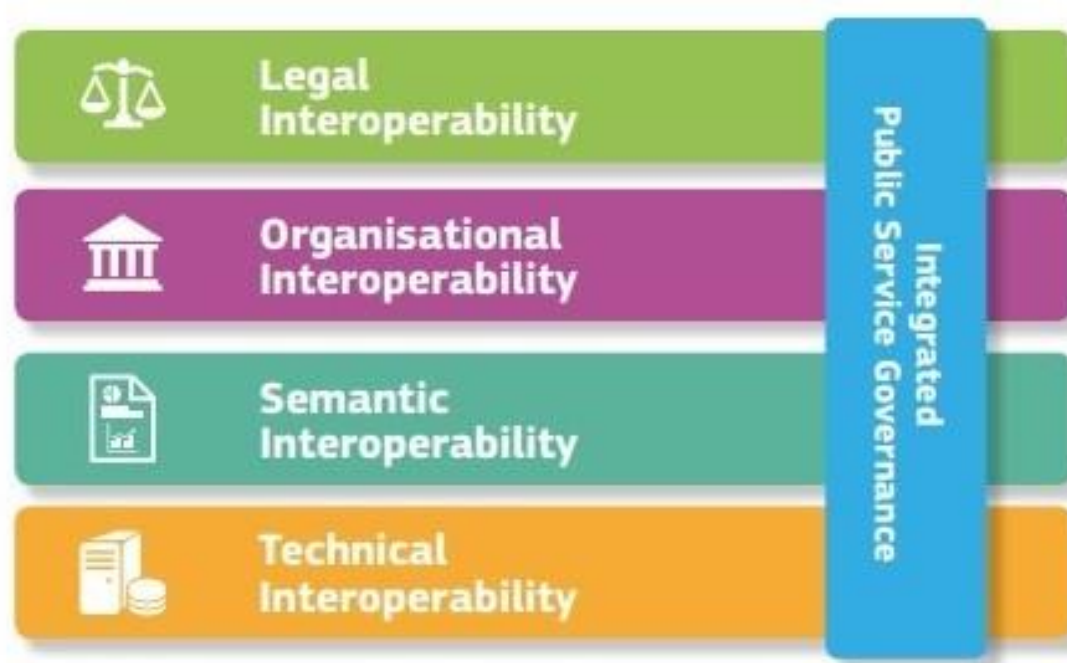 Legal
Interoperability
Organisational
Interoperability
Semantic
Interoperability
Technical
Interoperability
Integrated
Public Service Governance